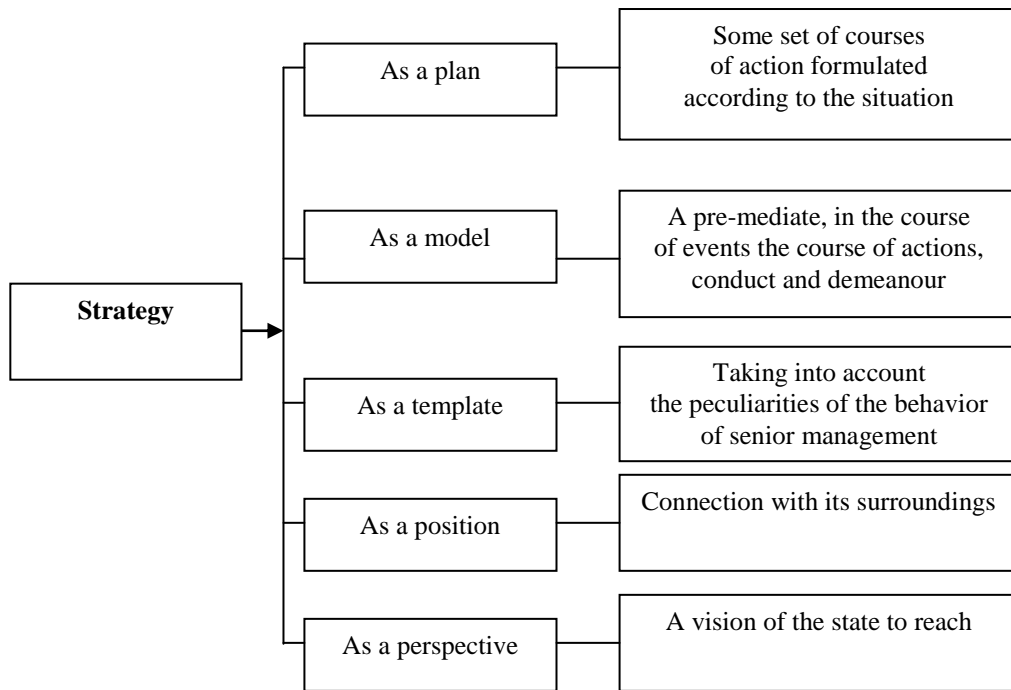 Strategy
As a plan
Some set of courses
of action formulated
according to the situation
As a model
A pre-mediate, in the course
of events the course of actions,
conduct and demeanour
As a template
Taking into account
the peculiarities of the behavior
of senior management
As a position
Connection with its surroundings
As a perspective
A vision of the state to reach